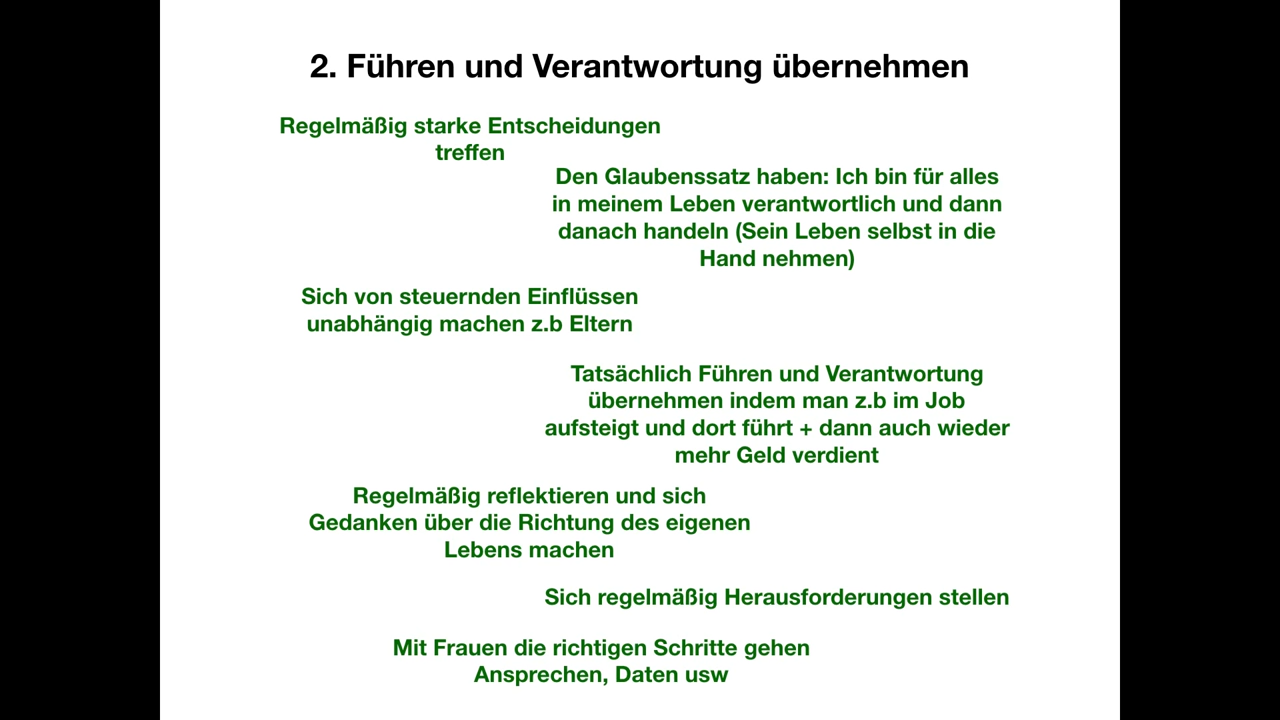 2. Führen und Verantwortung übernehmen
Regelmäßig starke Entscheidungen
treffen
Den Glaubenssatz haben: Ich bin für alles
in meinem Leben verantwortlich und dann
danach handeln (Sein Leben selbst in die
Hand nehmen)
Sich von steuernden Einflüssen
unabhängig machen z.b Eltern
Tatsächlich Führen und Verantwortung
übernehmen indem man z.b im Job
aufsteigt und dort führt + dann auch wieder
mehr Geld verdient
Regelmäßig reflektieren und sich
Gedanken über die Richtung des eigenen
Lebens machen
Sich regelmäßig Herausforderungen stellen
Mit Frauen die richtigen Schritte gehen
Ansprechen, Daten usw